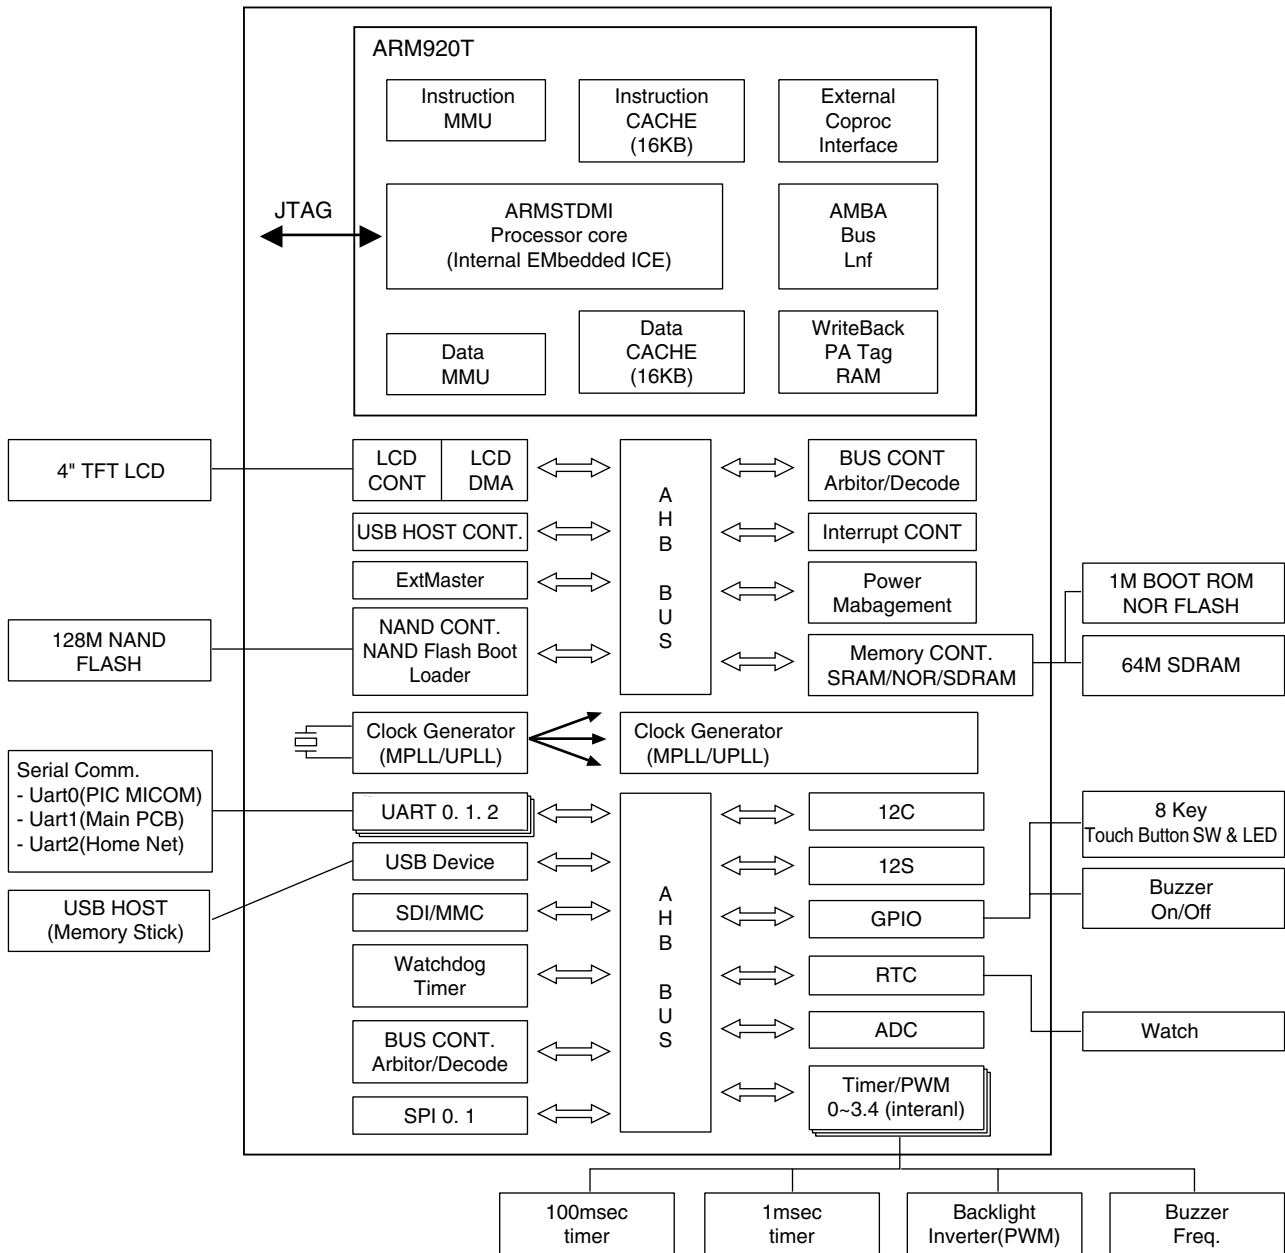 ARM920T
Instruction
MMU
Instruction
CACHE
(16KB)
External
Coproc
Interface
JTAG
ARMSTDMI
Processor core
(Internal EMbedded ICE)
AMBA
Bus
Lnf
Data
MMU
Data
CACHE
(16KB)
WriteBack
PA Tag
RAM
4" TFT LCD
LCD
CONT
LCD
DMA
A
H
B
B
U
S
BUS CONT
Arbitor/Decode
USB HOST CONT.
Interrupt CONT
ExtMaster
Power
Mabagement
1M BOOT ROM
NOR FLASH
128M NAND
FLASH
NAND CONT.
NAND Flash Boot
Loader
Memory CONT.
SRAM/NOR/SDRAM
64M SDRAM
Clock Generator
(MPLL/UPLL)
Clock Generator
(MPLL/UPLL)
Serial Comm.
- Uart0(PIC MICOM)
- Uart1(Main PCB)
- Uart2(Home Net)
UART 0. 1. 2
A
H
B
B
U
S
12C
8 Key
Touch Button SW & LED
USB Device
12S
USB HOST
(Memory Stick)
SDI/MMC
GPIO
Buzzer
On/Off
Watchdog
Timer
RTC
BUS CONT.
Arbitor/Decode
ADC
Watch
SPI 0. 1
Timer/PWM
0~3.4 (interanl)
100msec
timer
1msec
timer
Backlight
Inverter(PWM)
Buzzer
Freq.